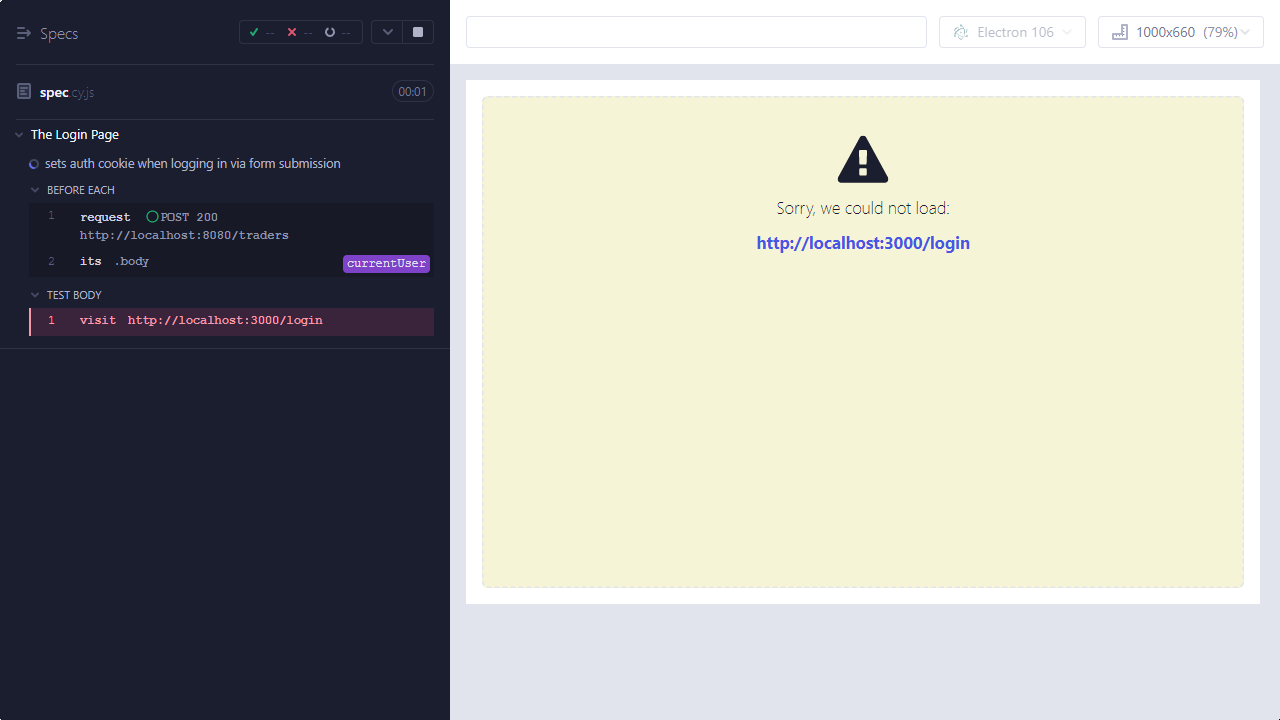 Specs
-- -- --
Electron 106
1000x660 (79%)
spec.cy.js
00:01
The Login Page
sets auth cookie when logging in via form submission
BEFORE EACH
1 request POST 200
http://localhost:8080/traders
2 its .body currentUser
TEST BODY
1 visit http://localhost:3000/login
Sorry, we could not load:
http://localhost:3000/login